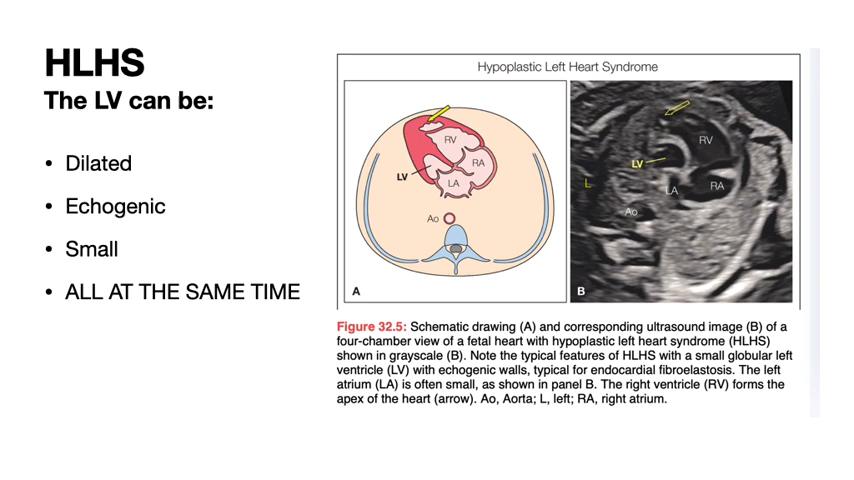 HLHS
The LV can be:
• Dilated
• Echogenic
• Small
• ALL AT THE SAME TIME
Hypoplastic Left Heart Syndrome
RV
RA
LV
LA
Ao
A
RV
LV
L
LA
RA
Ao
B
Figure 32.5: Schematic drawing (A) and corresponding ultrasound image (B) of a
four-chamber view of a fetal heart with hypoplastic left heart syndrome (HLHS)
shown in grayscale (B). Note the typical features of HLHS with a small globular left
ventricle (LV) with echogenic walls, typical for endocardial fibroelastosis. The left
atrium (LA) is often small, as shown in panel B. The right ventricle (RV) forms the
apex of the heart (arrow). Ao, Aorta; L, left; RA, right atrium.